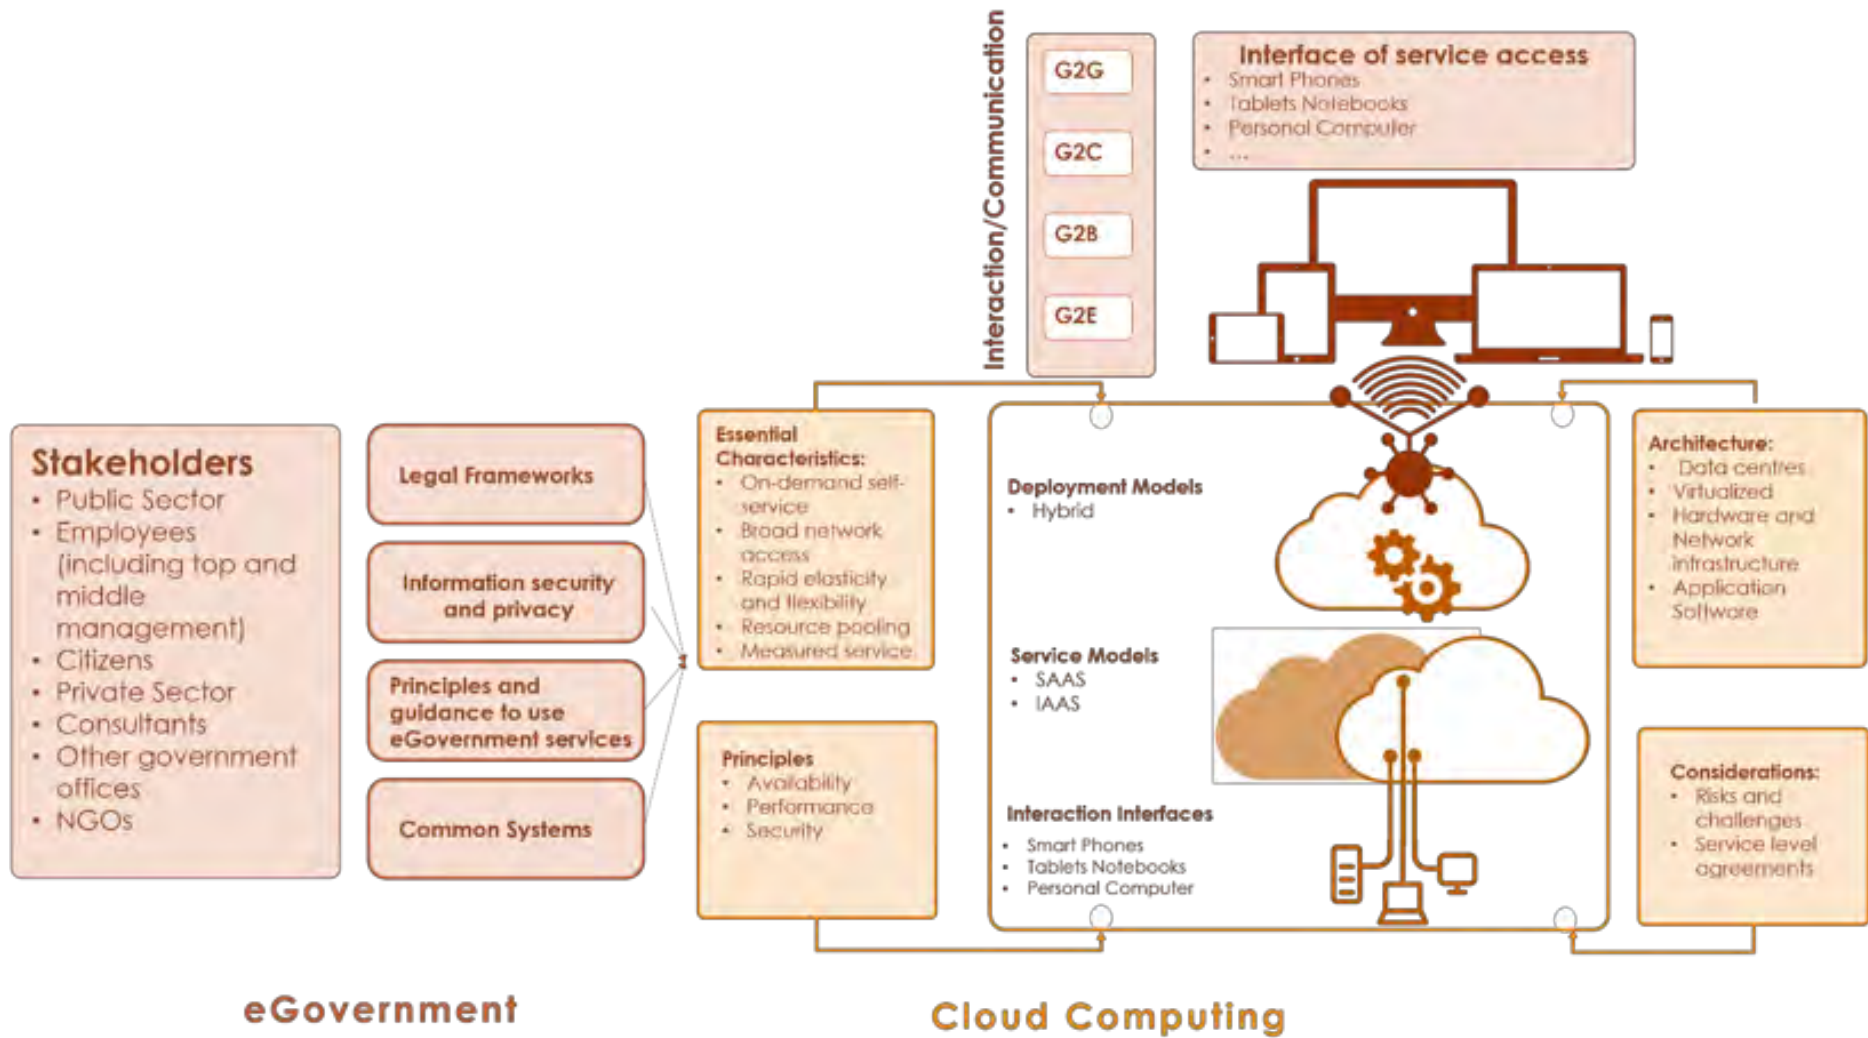 Interaction/Communication
G2G
G2C
G2B
G2E
Interface of service access
• Smart Phones
• Tablets Notebooks
• Personal Computer
• ...
Stakeholders
• Public Sector
• Employees
(including top and
middle
management)
• Citizens
• Private Sector
• Consultants
• Other government
offices
• NGOs
Legal Frameworks
Information security
and privacy
Principles and
guidance to use
eGovernment services
Common Systems
Essential
Characteristics:
• On-demand self-
service
• Broad network
access
• Rapid elasticity
and flexibility
• Resource pooling
• Measured service
Principles
• Availability
• Performance
• Security
Deployment Models
• Hybrid
Service Models
• SAAS
• IAAS
Interaction Interfaces
• Smart Phones
• Tablets Notebooks
• Personal Computer
Architecture:
• Data centres
• Virtualized
• Hardware and
Network
infrastructure
• Application
Software
Considerations:
• Risks and
challenges
• Service level
agreements
eGovernment
Cloud Computing